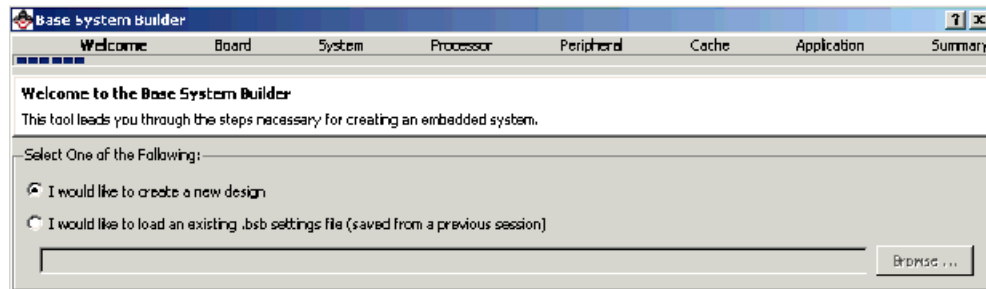 Base System Builder
Welcome Board System Processor Peripheral Cache Application Summary
Welcome to the Base System Builder
This tool leads you through the steps necessary for creating an embedded system.
Select One of the Following:
I would like to create a new design
I would like to load an existing .bsb settings file (saved from a previous session)
Browse ...